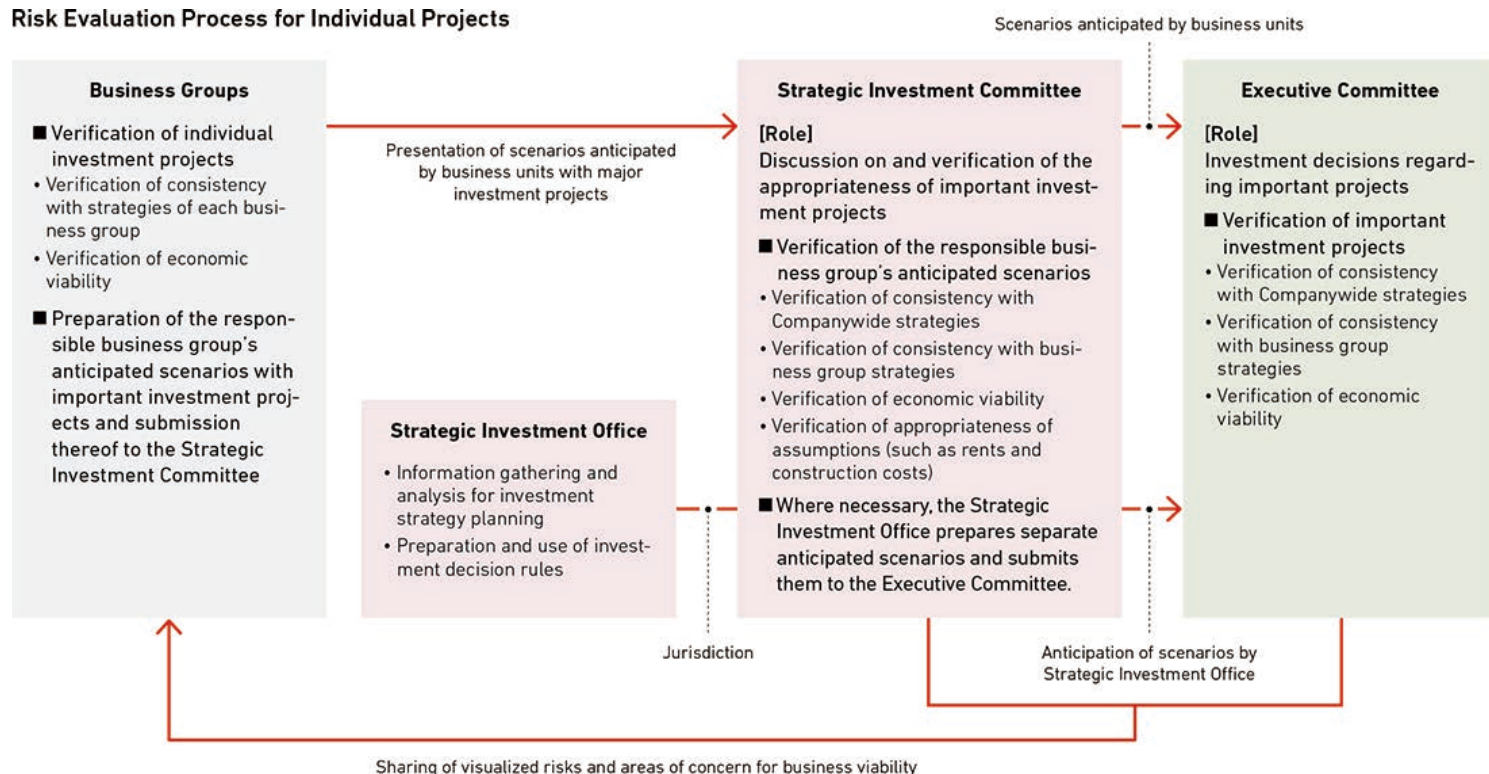 Risk Evaluation Process for Individual Projects
Scenarios anticipated by business units
Business Groups
■ Verification of individual
investment projects
• Verification of consistency
with strategies of each busi-
ness group
• Verification of economic
viability
■ Preparation of the respon-
sible business group’s
anticipated scenarios with
important investment proj-
ects and submission
thereof to the Strategic
Investment Committee
Presentation of scenarios anticipated
by business units with major
investment projects
Strategic Investment Office
• Information gathering and
analysis for investment
strategy planning
• Preparation and use of invest-
ment decision rules
Jurisdiction
Strategic Investment Committee
[Role]
Discussion on and verification of the
appropriateness of important invest-
ment projects
■ Verification of the responsible busi-
ness group’s anticipated scenarios
• Verification of consistency with
Companywide strategies
• Verification of consistency with busi-
ness group strategies
• Verification of economic viability
• Verification of appropriateness of
assumptions (such as rents and
construction costs)
■ Where necessary, the Strategic
Investment Office prepares separate
anticipated scenarios and submits
them to the Executive Committee.
Executive Committee
[Role]
Investment decisions regard-
ing important projects
■ Verification of important
investment projects
• Verification of consistency
with Companywide strategies
• Verification of consistency
with business group
strategies
• Verification of economic
viability
Anticipation of scenarios by
Strategic Investment Office
Sharing of visualized risks and areas of concern for business viability